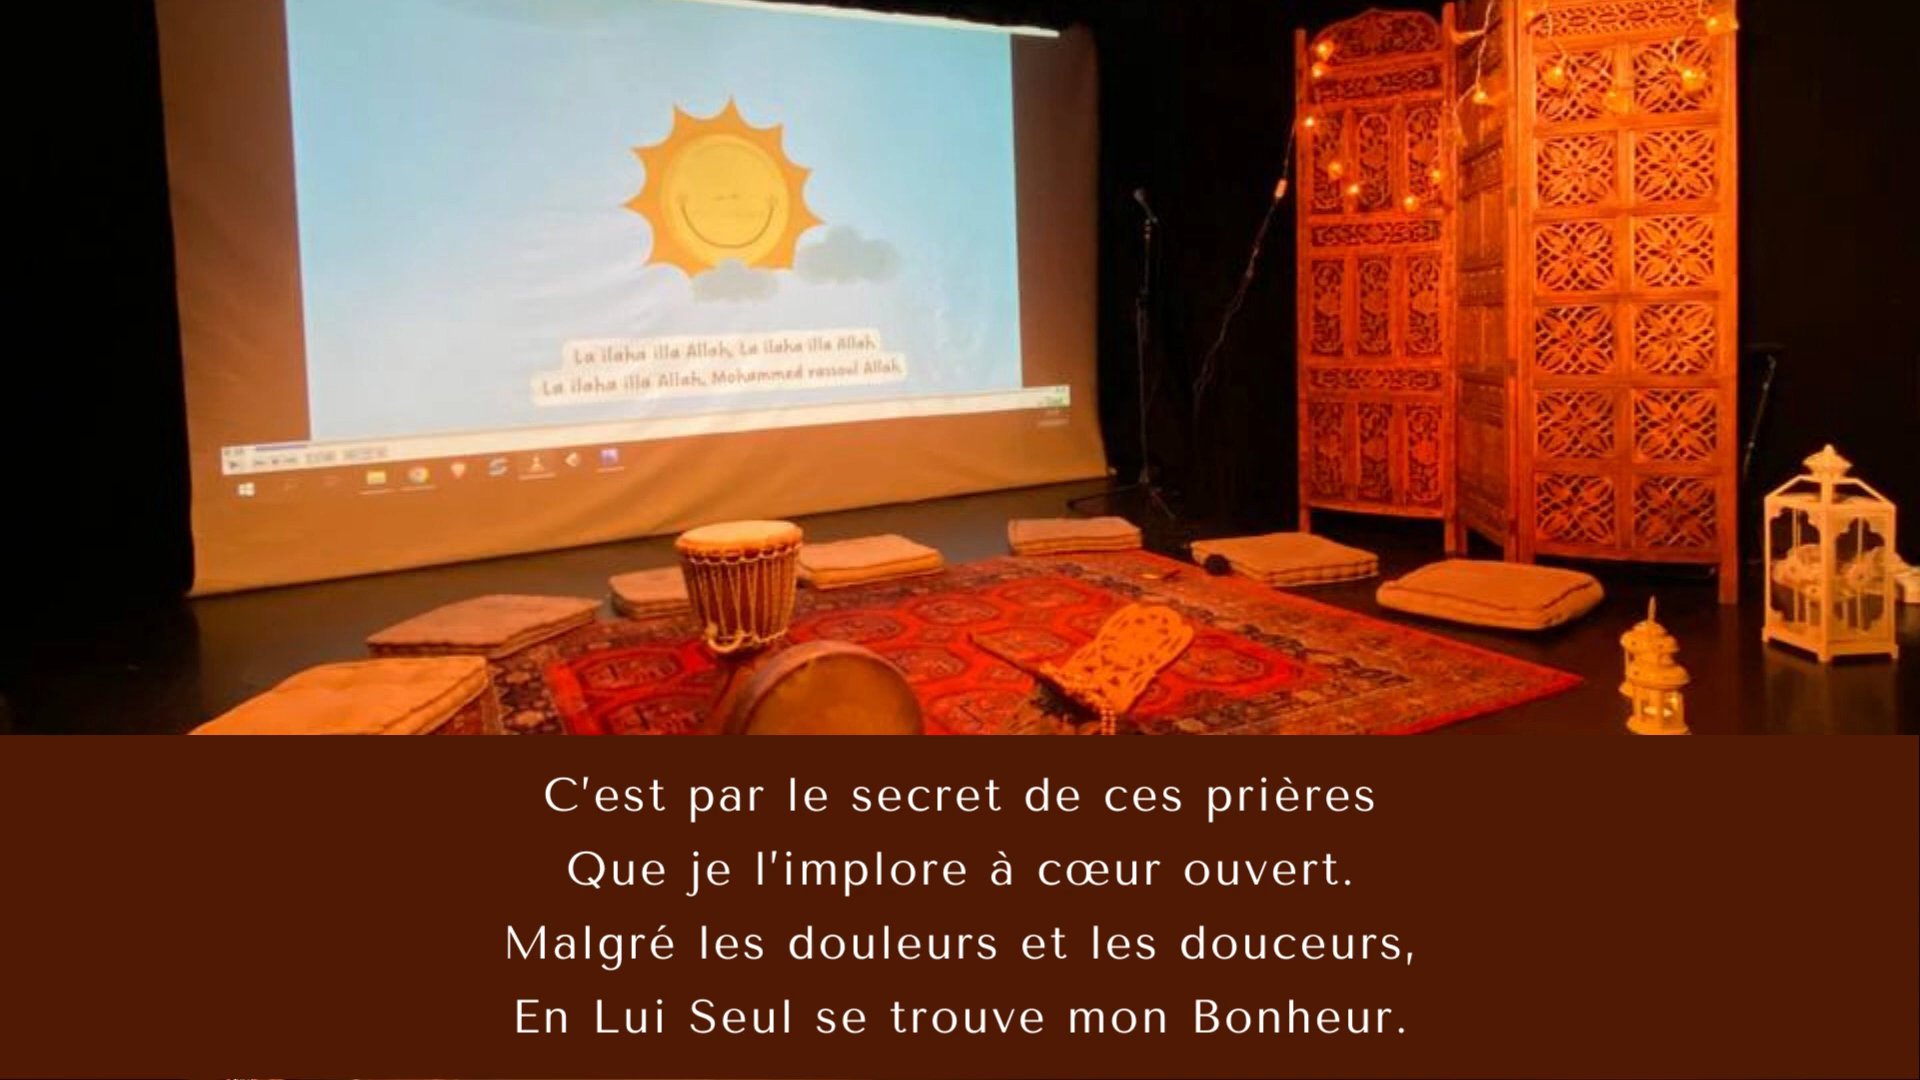 La ilaha illa Allah, La ilaha illa Allah
La ilaha illa Allah, Mohammed rassoul Allah
C'est par le secret de ces prières
Que je l'implore à cœur ouvert.
Malgré les douleurs et les douceurs,
En Lui Seul se trouve mon Bonheur.